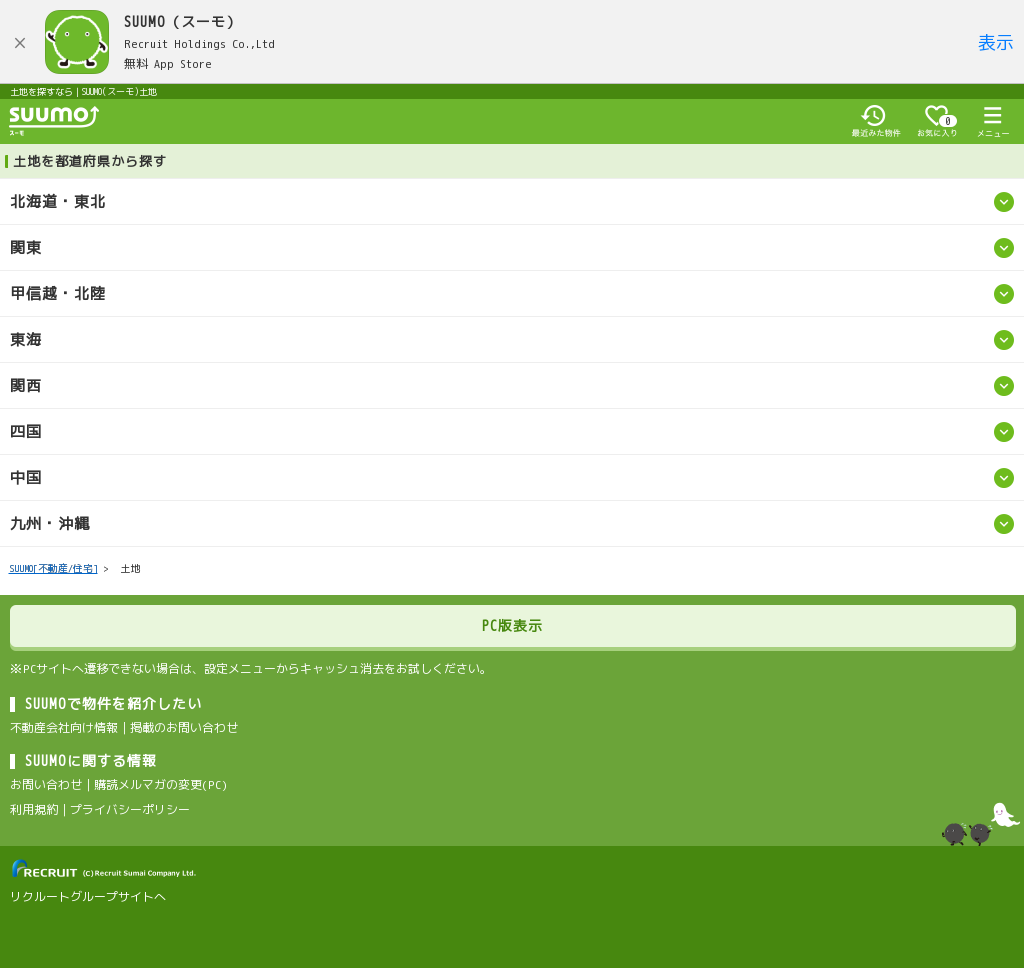 SUUMO (スーモ)
Recruit Holdings Co.,Ltd
無料 App Store
表示
土地を探すなら｜SUUMO(スーモ)土地
SUUMO
スーモ
最近みた物件
0
お気に入り
メニュー
土地を都道府県から探す
北海道・東北
関東
甲信越・北陸
東海
関西
四国
中国
九州・沖縄
SUUMO[不動産/住宅] > 土地
PC版表示
※PCサイトへ遷移できない場合は、設定メニューからキャッシュ消去をお試しください。
SUUMOで物件を紹介したい
不動産会社向け情報｜掲載のお問い合わせ
SUUMOに関する情報
お問い合わせ｜購読メルマガの変更(PC)
利用規約｜プライバシーポリシー
RECRUIT (C)Recruit Sumai Company Ltd.
リクルートグループサイトへ